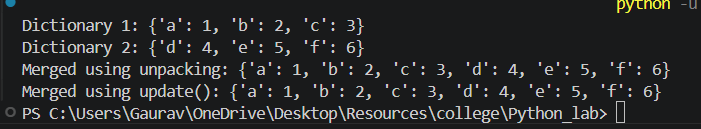 python -u
Dictionary 1: {'a': 1, 'b': 2, 'c': 3}
Dictionary 2: {'d': 4, 'e': 5, 'f': 6}
Merged using unpacking: {'a': 1, 'b': 2, 'c': 3, 'd': 4, 'e': 5, 'f': 6}
Merged using update(): {'a': 1, 'b': 2, 'c': 3, 'd': 4, 'e': 5, 'f': 6}
PS C:\Users\Gaurav\OneDrive\Desktop\Resources\college\Python_lab>